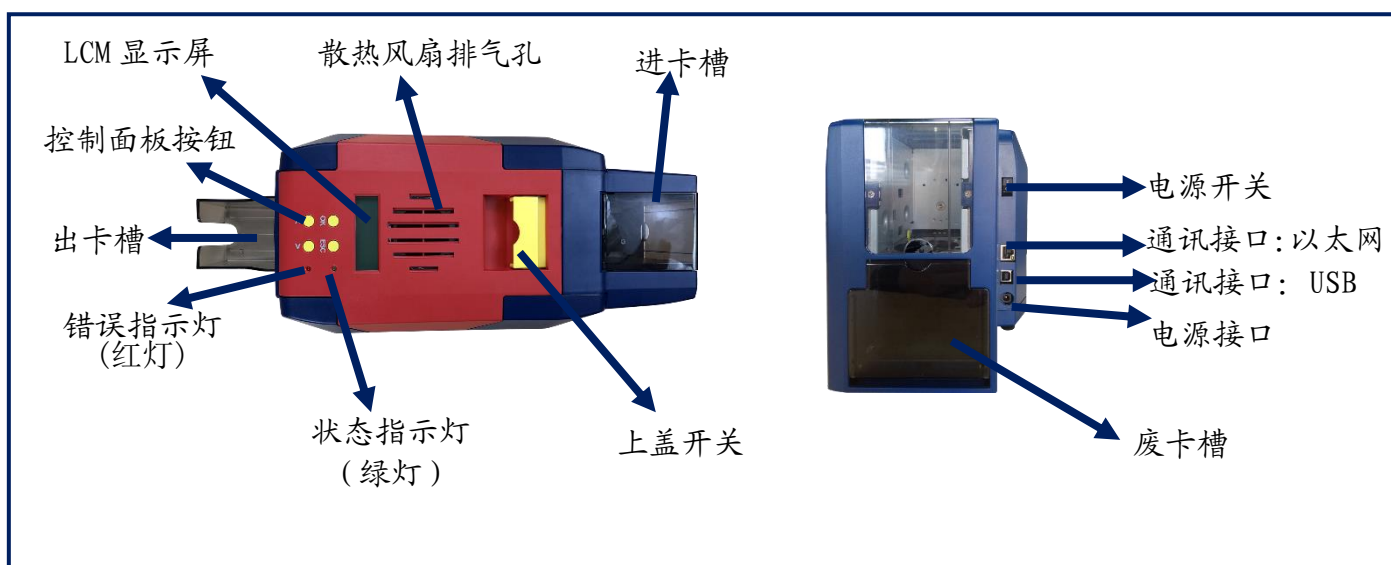 LCM 显示屏
散热风扇排气孔
进卡槽
控制面板按钮
出卡槽
OK
V
ESC
错误指示灯
(红灯)
状态指示灯
(绿灯)
上盖开关
电源开关
通讯接口:以太网
通讯接口: USB
电源接口
废卡槽